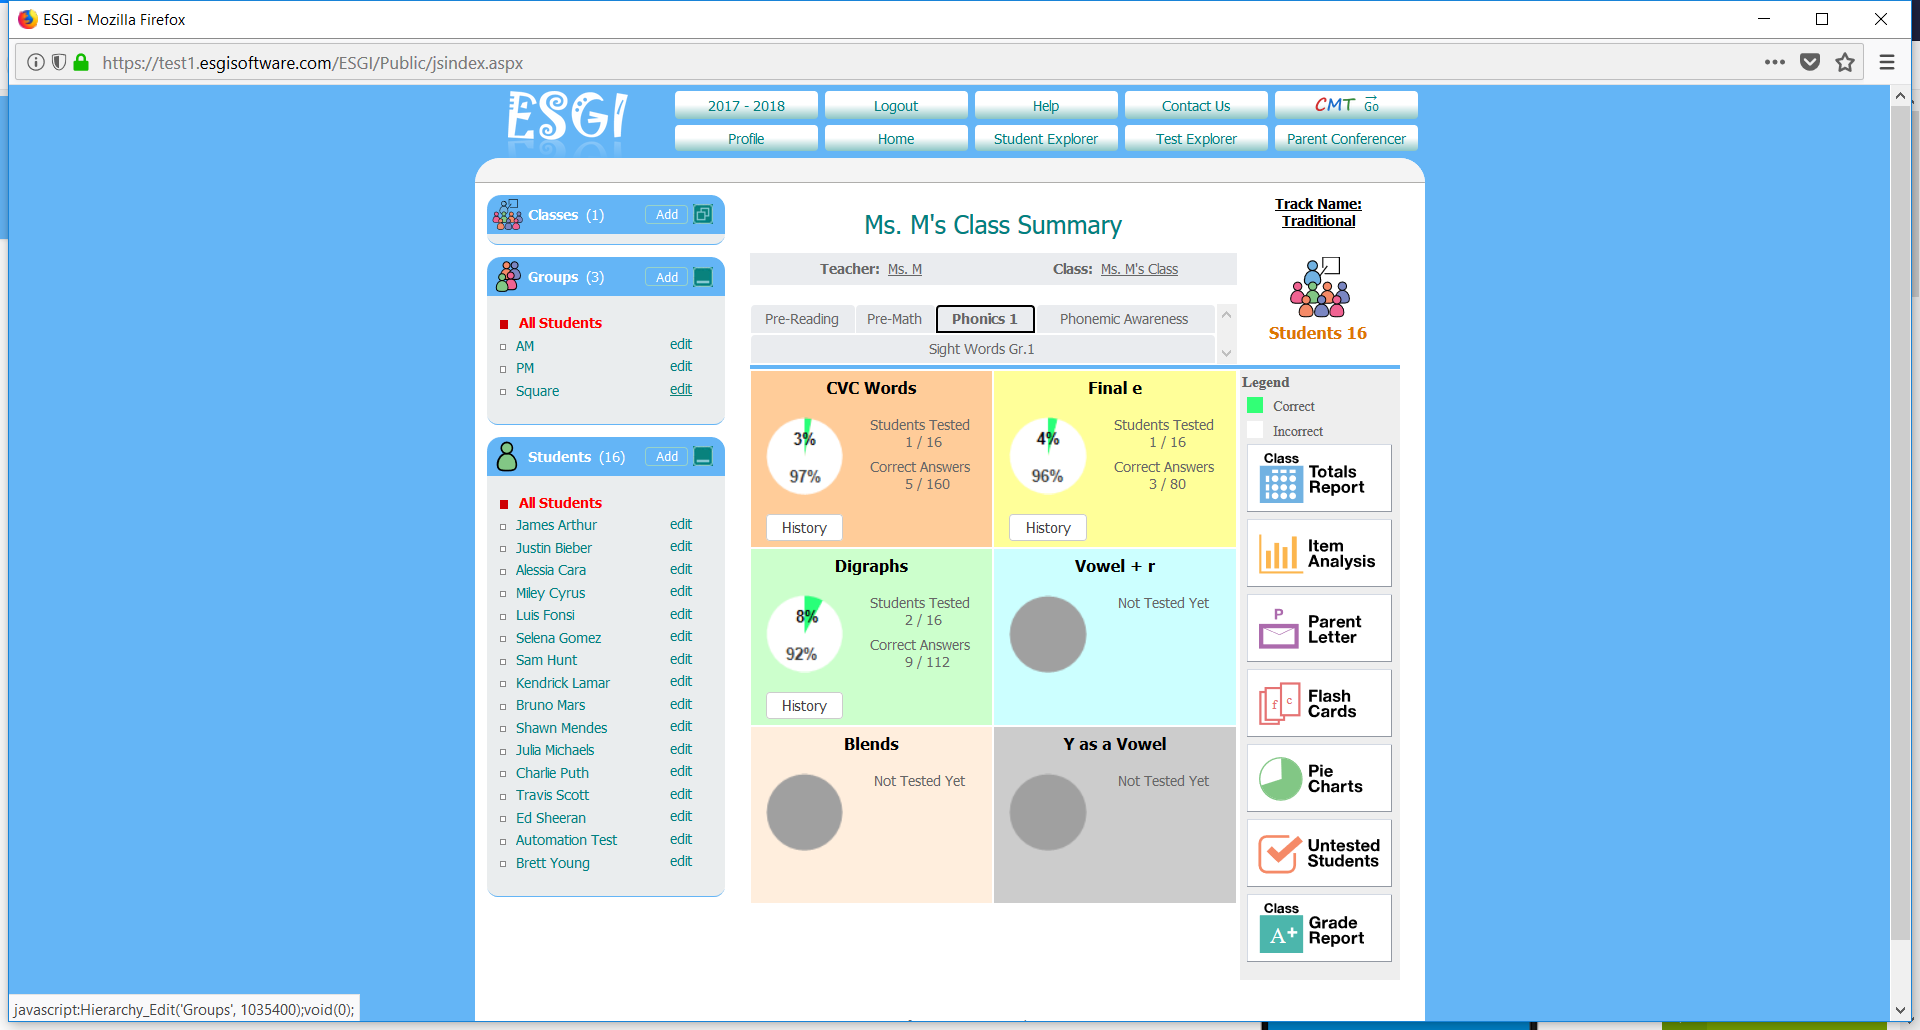 ESGI - Mozilla Firefox
https://test1.esgisoftware.com/ESGI/Public/jsindex.aspx
ESGI
2017 - 2018
Logout
Help
Contact Us
CMT Go
Profile
Home
Student Explorer
Test Explorer
Parent Conferencer
Classes (1)
Add
Groups (3)
Add
All Students
AM edit
PM edit
Square edit
Students (16)
Add
All Students
James Arthur edit
Justin Bieber edit
Alessia Cara edit
Miley Cyrus edit
Luis Fonsi edit
Selena Gomez edit
Sam Hunt edit
Kendrick Lamar edit
Bruno Mars edit
Shawn Mendes edit
Julia Michaels edit
Charlie Puth edit
Travis Scott edit
Ed Sheeran edit
Automation Test edit
Brett Young edit
Ms. M's Class Summary
Teacher: Ms. M
Class: Ms. M's Class
Pre-Reading
Pre-Math
Phonics 1
Phonemic Awareness
Sight Words Gr.1
Track Name:
Traditional
Students 16
CVC Words
3%
97%
Students Tested
1 / 16
Correct Answers
5 / 160
History
Final e
4%
96%
Students Tested
1 / 16
Correct Answers
3 / 80
History
Digraphs
8%
92%
Students Tested
2 / 16
Correct Answers
9 / 112
History
Vowel + r
Not Tested Yet
Blends
Not Tested Yet
Y as a Vowel
Not Tested Yet
Legend
Correct
Incorrect
Class
Totals
Report
Item
Analysis
P
Parent
Letter
f c
Flash
Cards
Pie
Charts
Untested
Students
Class
A+
Grade
Report
javascript:Hierarchy_Edit('Groups', 1035400);void(0);